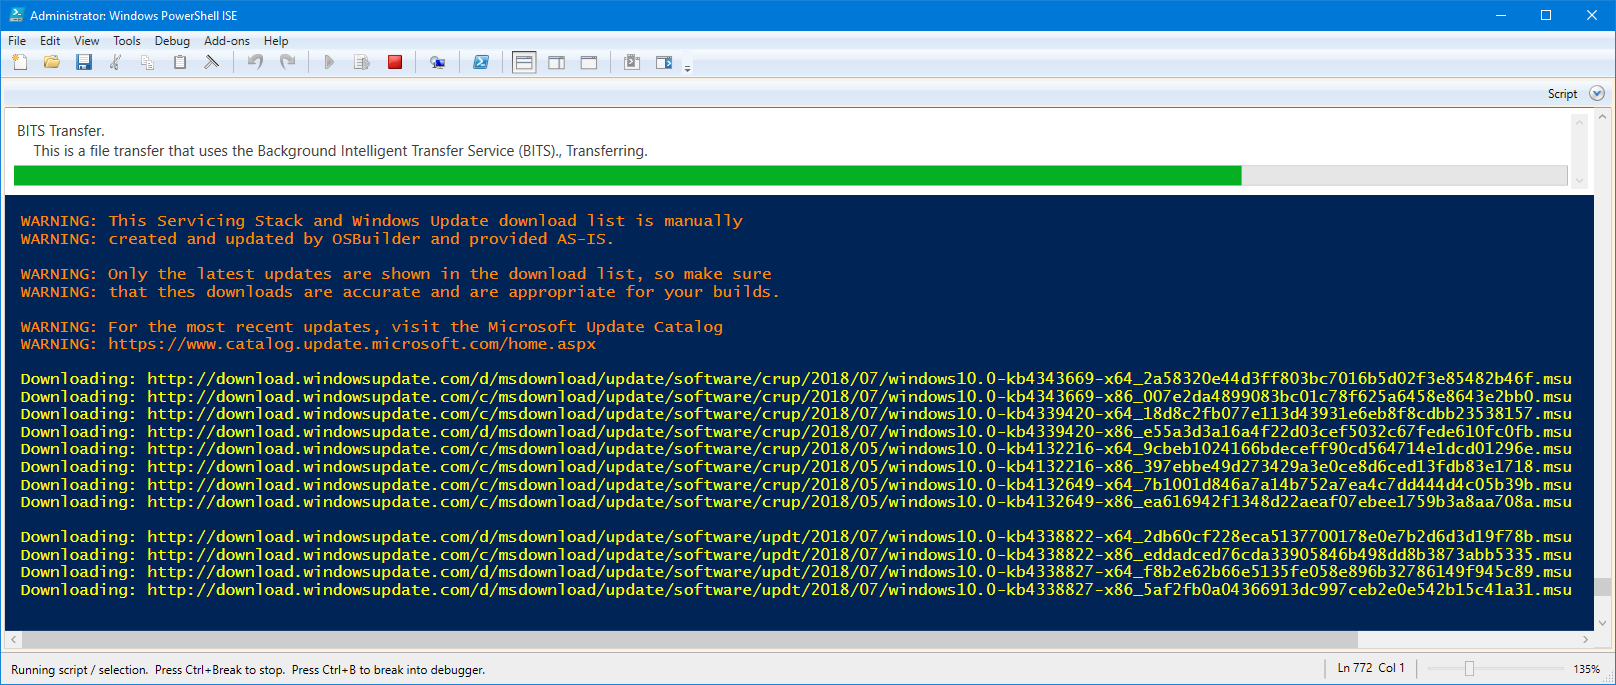 Administrator: Windows PowerShell ISE
File Edit View Tools Debug Add-ons Help
Script
BITS Transfer.
This is a file transfer that uses the Background Intelligent Transfer Service (BITS)., Transferring.
WARNING: This Servicing Stack and Windows Update download list is manually
WARNING: created and updated by OSBuilder and provided AS-IS.
WARNING: Only the latest updates are shown in the download list, so make sure
WARNING: that thes downloads are accurate and are appropriate for your builds.
WARNING: For the most recent updates, visit the Microsoft Update Catalog
WARNING: https://www.catalog.update.microsoft.com/home.aspx
Downloading: http://download.windowsupdate.com/d/msdownload/update/software/crup/2018/07/windows10.0-kb4343669-x64_2a58320e44d3ff803bc7016b5d02f3e85482b46f.msu
Downloading: http://download.windowsupdate.com/c/msdownload/update/software/crup/2018/07/windows10.0-kb4343669-x86_007e2da4899083bc01c78f625a6458e8643e2bb0.msu
Downloading: http://download.windowsupdate.com/c/msdownload/update/software/crup/2018/07/windows10.0-kb4339420-x64_18d8c2fb077e113d43931e6eb8f8cdbb23538157.msu
Downloading: http://download.windowsupdate.com/d/msdownload/update/software/crup/2018/07/windows10.0-kb4339420-x86_e55a3d3a16a4f22d03cef5032c67fede610fc0fb.msu
Downloading: http://download.windowsupdate.com/c/msdownload/update/software/crup/2018/05/windows10.0-kb4132216-x64_9cbeb1024166bdeceff90cd564714e1dcd01296e.msu
Downloading: http://download.windowsupdate.com/c/msdownload/update/software/crup/2018/05/windows10.0-kb4132216-x86_397ebbe49d273429a3e0ce8d6ced13fdb83e1718.msu
Downloading: http://download.windowsupdate.com/d/msdownload/update/software/crup/2018/05/windows10.0-kb4132649-x64_7b1001d846a7a14b752a7ea4c7dd444d4c05b39b.msu
Downloading: http://download.windowsupdate.com/c/msdownload/update/software/crup/2018/05/windows10.0-kb4132649-x86_ea616942f1348d22aeaf07ebee1759b3a8aa708a.msu
Downloading: http://download.windowsupdate.com/d/msdownload/update/software/updt/2018/07/windows10.0-kb4338822-x64_2db60cf228eca5137700178e0e7b2d6d3d19f78b.msu
Downloading: http://download.windowsupdate.com/c/msdownload/update/software/updt/2018/07/windows10.0-kb4338822-x86_eddadced76cda33905846b498dd8b3873abb5335.msu
Downloading: http://download.windowsupdate.com/d/msdownload/update/software/updt/2018/07/windows10.0-kb4338827-x64_f8b2e62b66e5135fe058e896b32786149f945c89.msu
Downloading: http://download.windowsupdate.com/d/msdownload/update/software/updt/2018/07/windows10.0-kb4338827-x86_5af2fb0a04366913dc997ceb2e0e542b15c41a31.msu
Running script / selection. Press Ctrl+Break to stop. Press Ctrl+B to break into debugger.
Ln 772 Col 1
135%